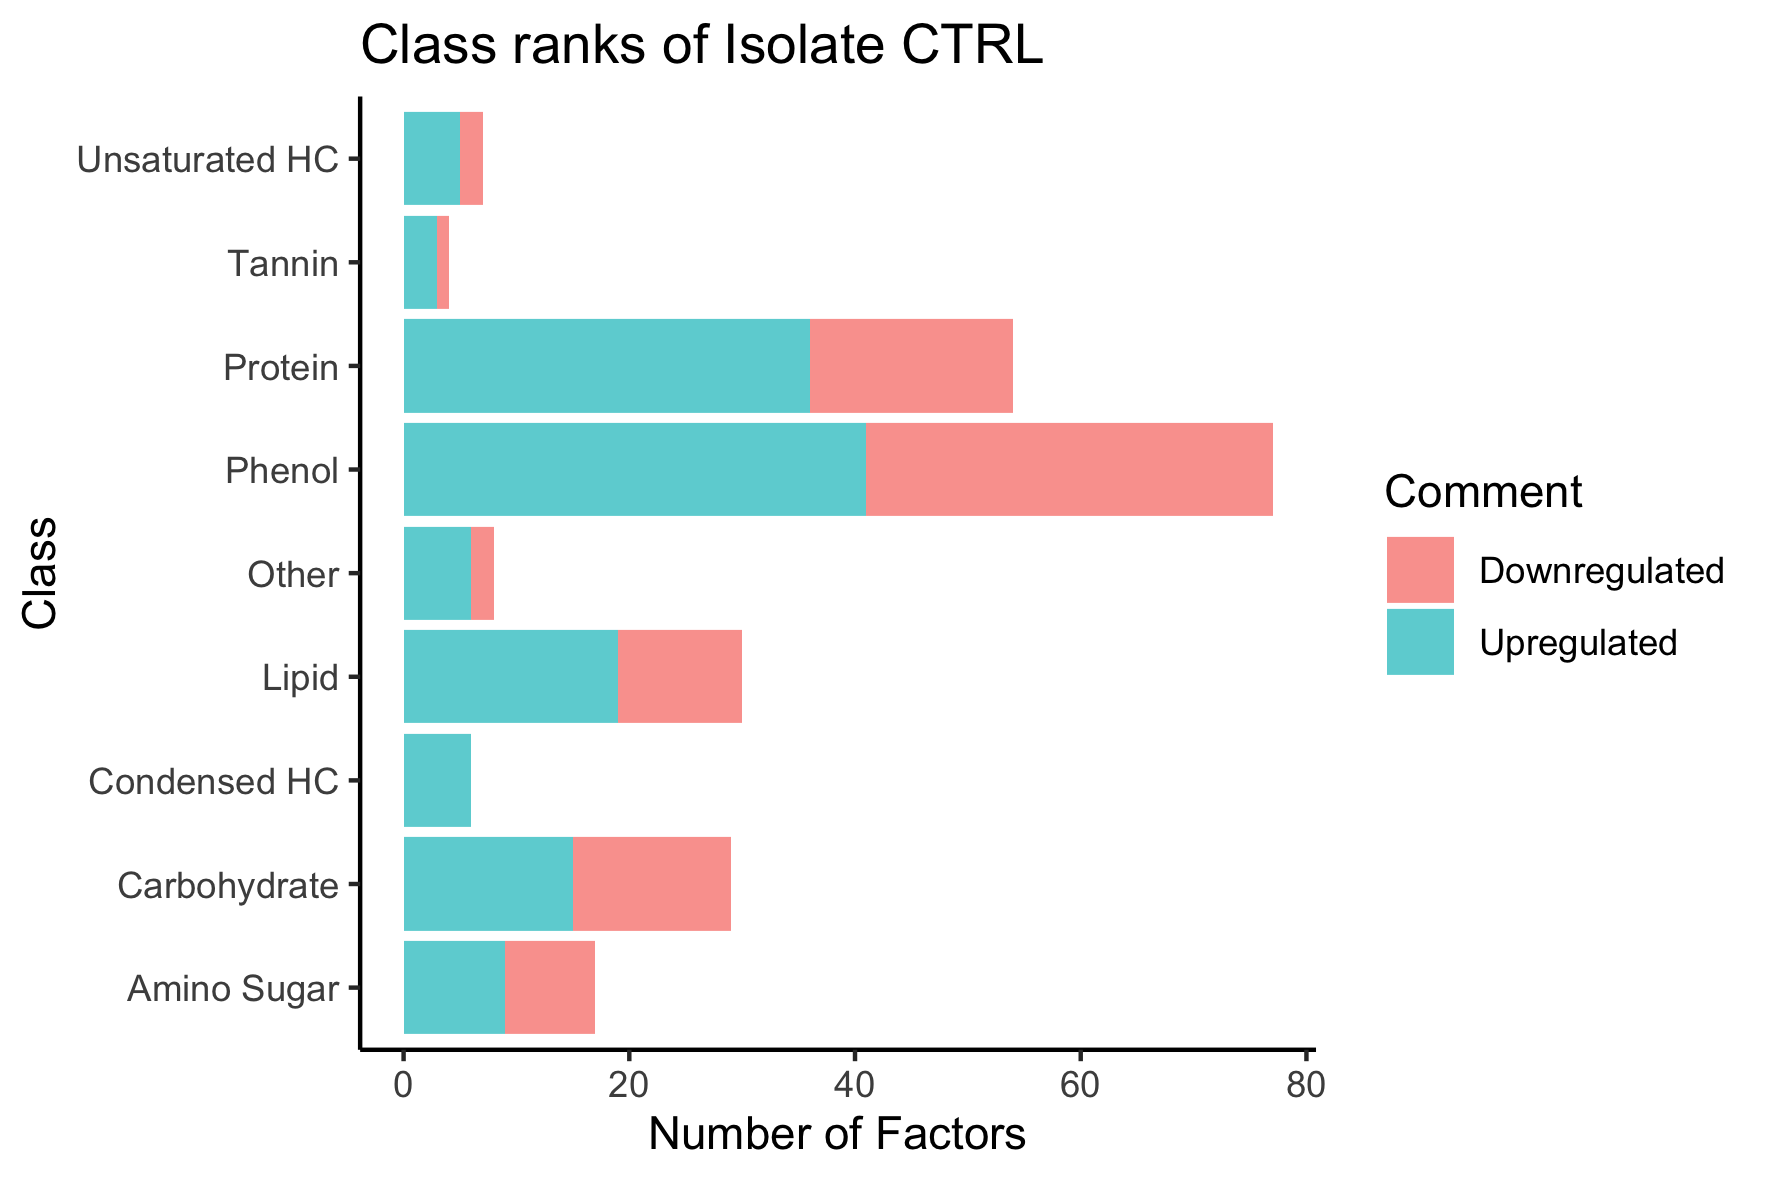 Class ranks of Isolate CTRL
Class
Unsaturated HC
Tannin
Protein
Phenol
Other
Lipid
Condensed HC
Carbohydrate
Amino Sugar
0 20 40 60 80
Number of Factors
Comment
Downregulated
Upregulated